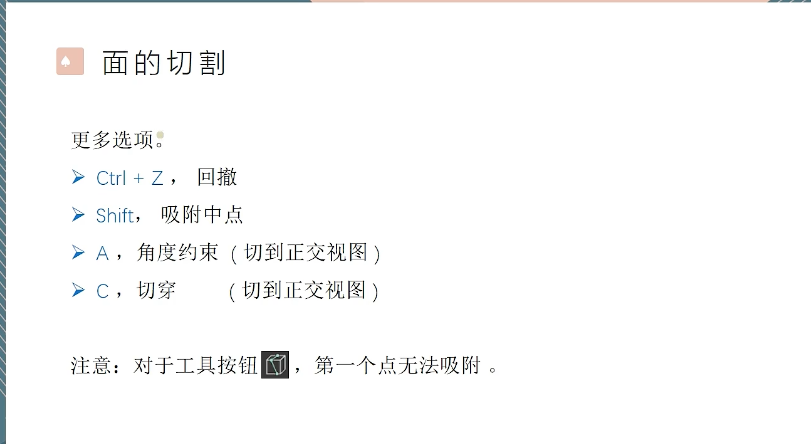 面的切割
更多选项。
Ctrl + Z ， 回撤
Shift， 吸附中点
A ，角度约束 ( 切到正交视图 )
C ，切穿 ( 切到正交视图 )
注意：对于工具按钮 ，第一个点无法吸附 。